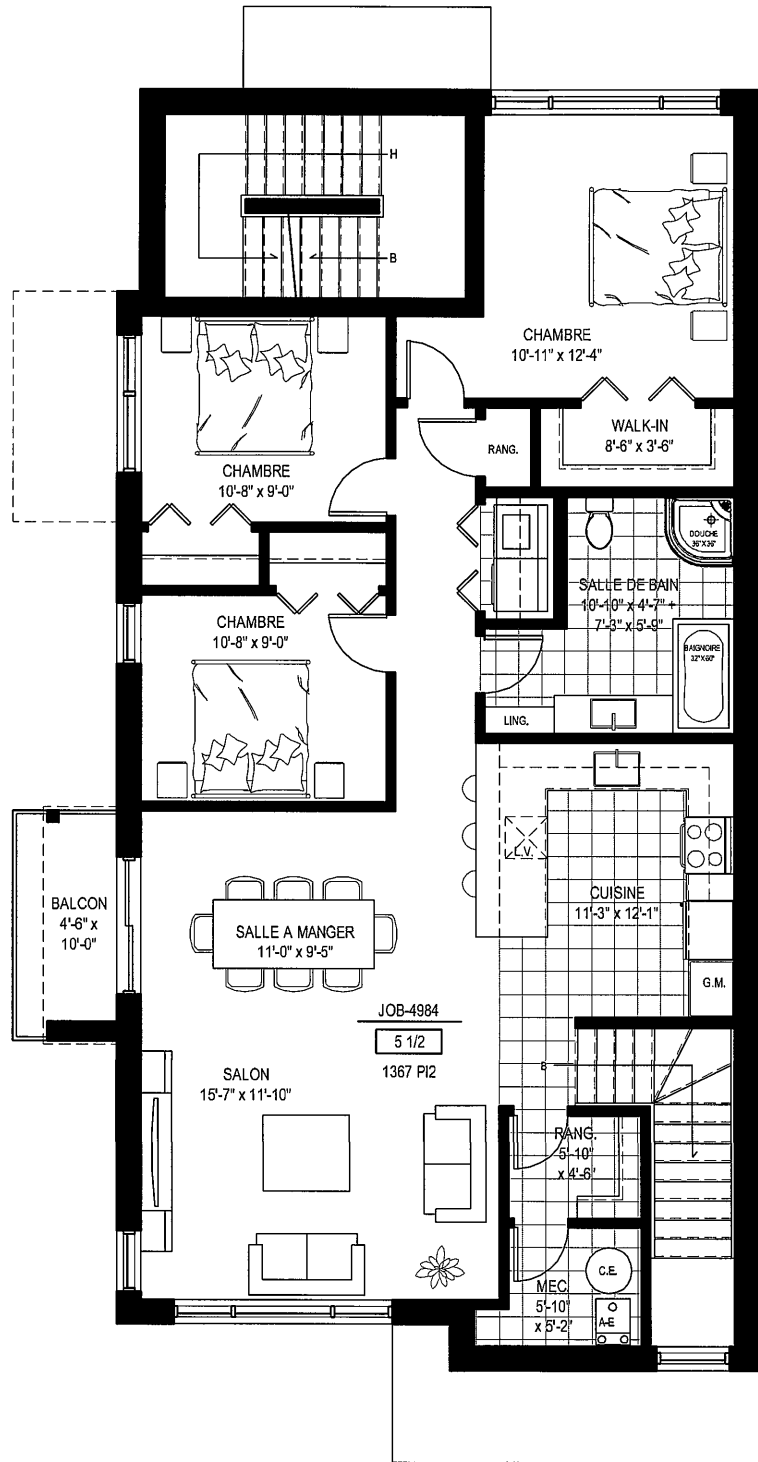 H
B
CHAMBRE
10'-11" x 12'-4"
WALK-IN
8'-6" x 3'-6"
RANG.
CHAMBRE
10'-8" x 9'-0"
DOUCHE
36"X36"
SALLE DE BAIN
10'-10" x 4'-7" +
7'-3" x 5'-9"
CHAMBRE
10'-8" x 9'-0"
BAIGNOIRE
32"X60"
LING.
L.V.
CUISINE
11'-3" x 12'-1"
BALCON
4'-6" x
10'-0"
SALLE A MANGER
11'-0" x 9'-5"
G.M.
JOB-4984
5 1/2
1367 PI2
SALON
15'-7" x 11'-10"
B
RANG.
5'-10"
x 4'-6"
C.E.
MEC.
5'-10"
x 5'-2"
A-E